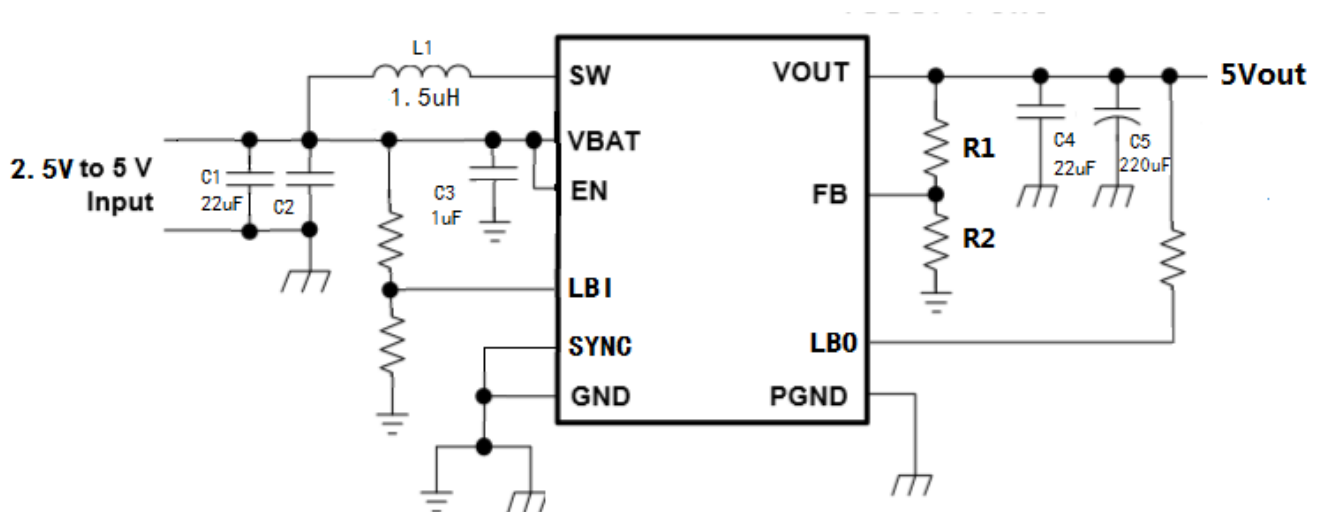 L1
1.5uH
SW
VOUT
5Vout
VBAT
2.5V to 5 V
Input
C1
22uF
C2
C3
1uF
EN
R1
C4
22uF
C5
220uF
FB
R2
LBI
SYNC
LBO
GND
PGND